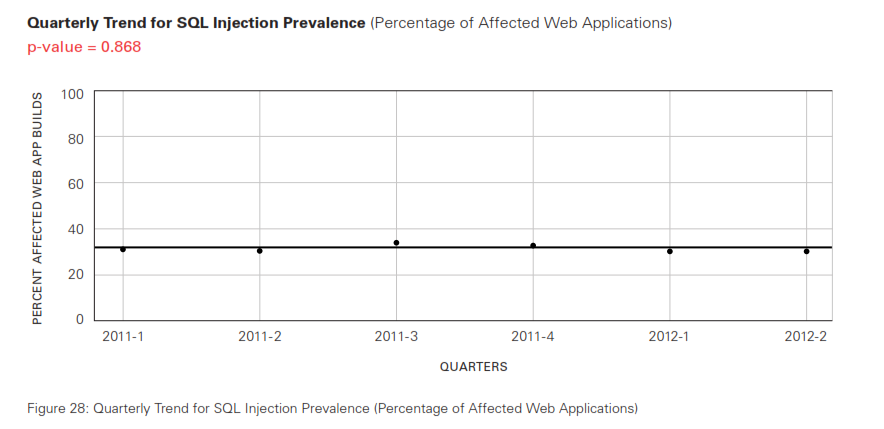 Quarterly Trend for SQL Injection Prevalence (Percentage of Affected Web Applications)
p-value = 0.868
PERCENT AFFECTED WEB APP BUILDS
100
80
60
40
20
0
2011-1 2011-2 2011-3 2011-4 2012-1 2012-2
QUARTERS
Figure 28: Quarterly Trend for SQL Injection Prevalence (Percentage of Affected Web Applications)